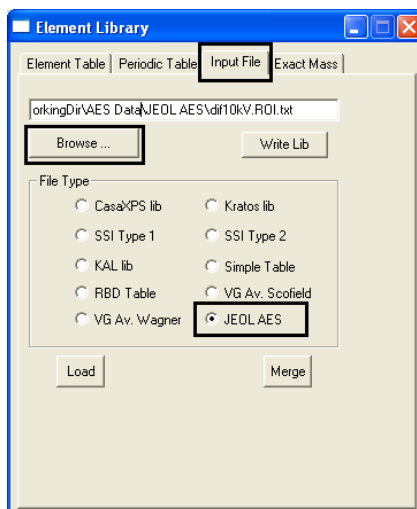 Element Library
Element Table Periodic Table Input File Exact Mass
orkingDir\AES Data\JEOL AES\dif10kV.ROI.txt
Browse ... Write Lib
File Type
CasaXPS lib Kratos lib
SSI Type 1 SSI Type 2
KAL lib Simple Table
RBD Table VG Av. Scofield
VG Av. Wagner JEOL AES
Load Merge